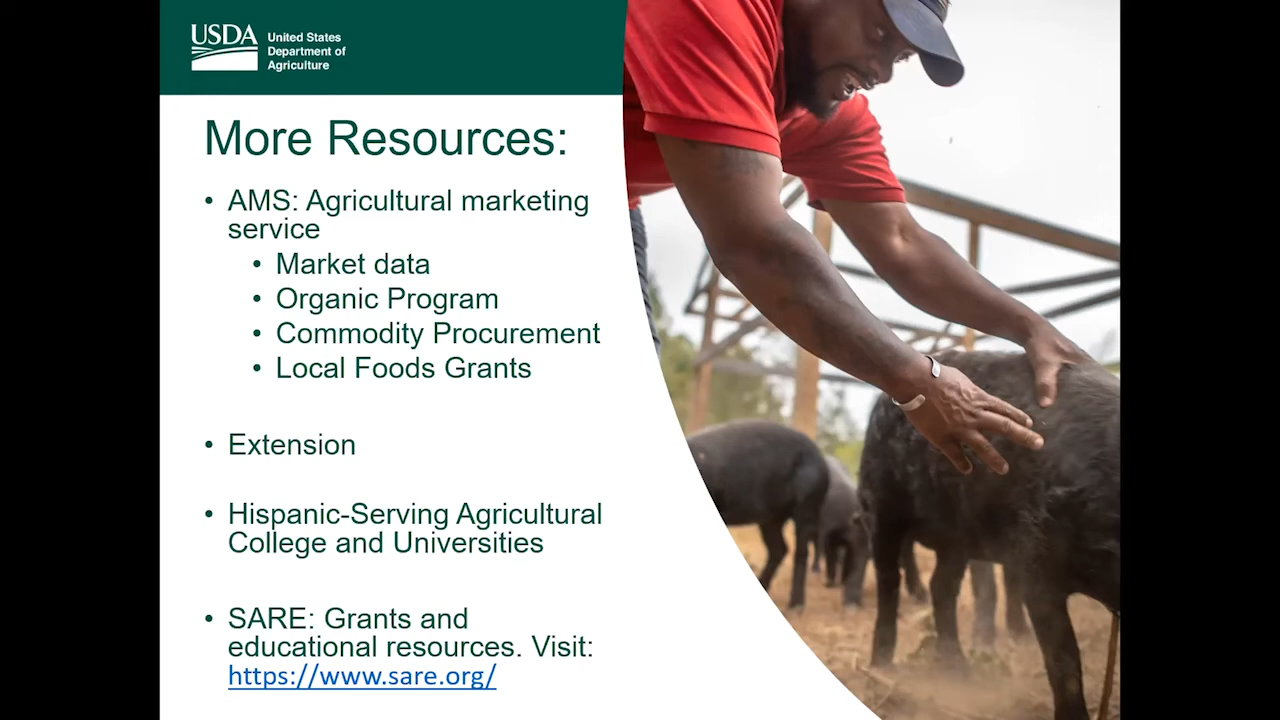 USDA
United States
Department of
Agriculture
More Resources:
• AMS: Agricultural marketing
service
• Market data
• Organic Program
• Commodity Procurement
• Local Foods Grants
• Extension
• Hispanic-Serving Agricultural
College and Universities
• SARE: Grants and
educational resources. Visit:
https://www.sare.org/